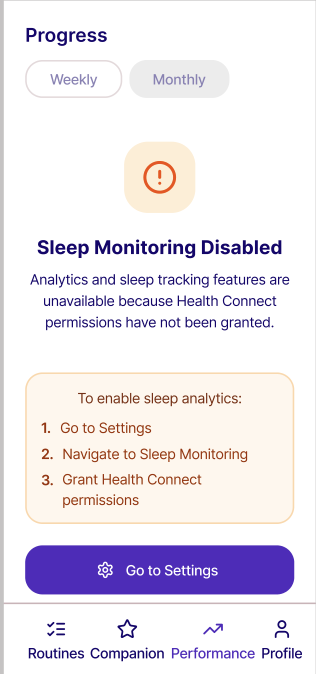 Progress
Weekly Monthly
Sleep Monitoring Disabled
Analytics and sleep tracking features are
unavailable because Health Connect
permissions have not been granted.
To enable sleep analytics:
1. Go to Settings
2. Navigate to Sleep Monitoring
3. Grant Health Connect
permissions
Go to Settings
Routines Companion Performance Profile